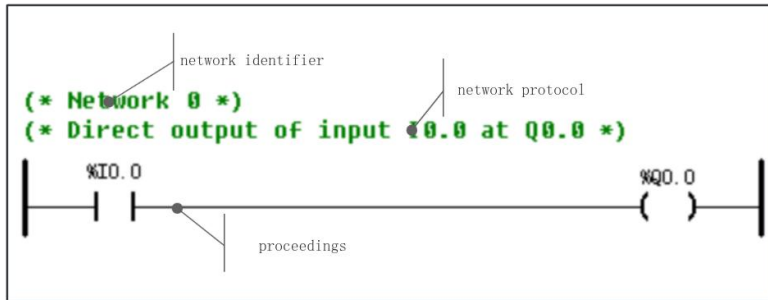 network identifier
(* Network 0 *)
network protocol
(* Direct output of input I0.0 at Q0.0 *)
%I0.0
%Q0.0
proceedings